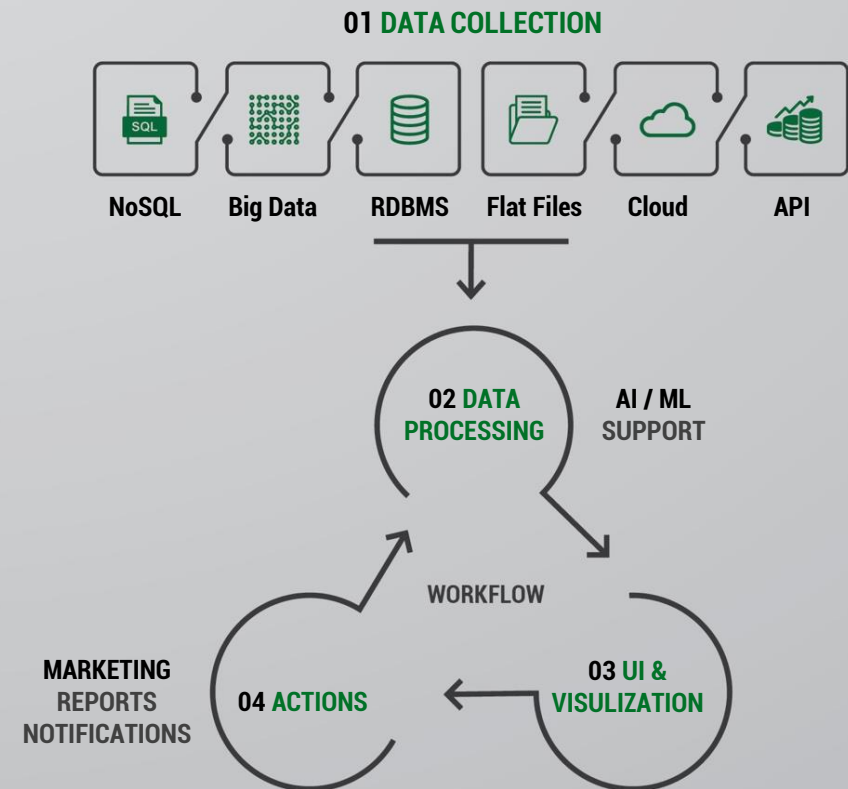 01 DATA COLLECTION
SQL
NoSQL Big Data RDBMS Flat Files Cloud API
02 DATA
PROCESSING
AI / ML
SUPPORT
WORKFLOW
03 UI &
VISULIZATION
04 ACTIONS
MARKETING
REPORTS
NOTIFICATIONS